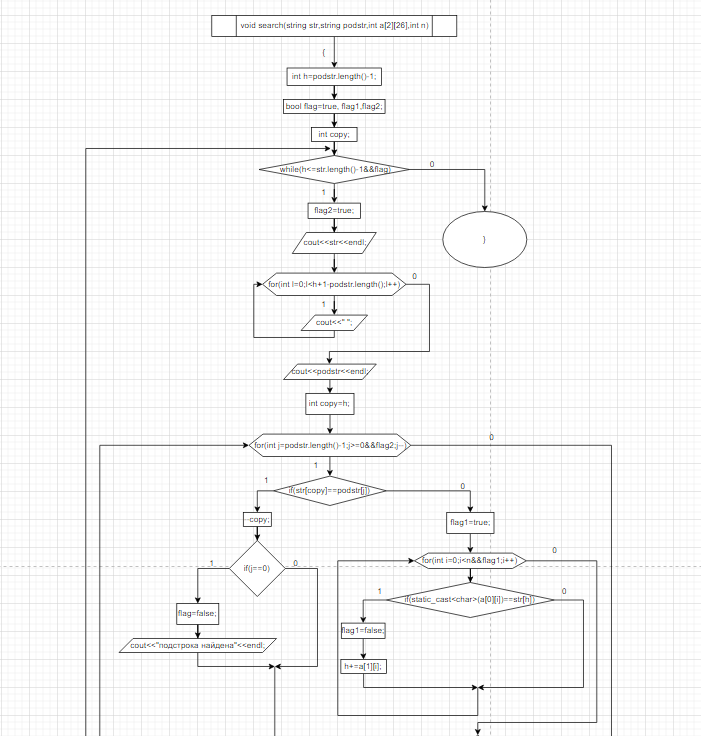 void search(string str,string podstr,int a[2][26],int n)
{
int h=podstr.length()-1;
bool flag=true, flag1,flag2;
int copy;
while(h<=str.length()-1&&flag)
0
1
flag2=true;
}
cout<<str<<endl;
for(int l=0;l<h+1-podstr.length();l++)
0
1
cout<<" ";
cout<<podstr<<endl;
int copy=h;
for(int j=podstr.length()-1;j>=0&&flag2;j--)
0
1
if(str[copy]==podstr[j])
1
0
--copy;
flag1=true;
if(j==0)
1
0
for(int i=0;i<n&&flag1;i++)
0
if(static_cast<char>(a[0][i])==str[h])
1
0
flag=false;
flag1=false;
cout<<"подстрока найдена"<<endl;
h+=a[1][i];